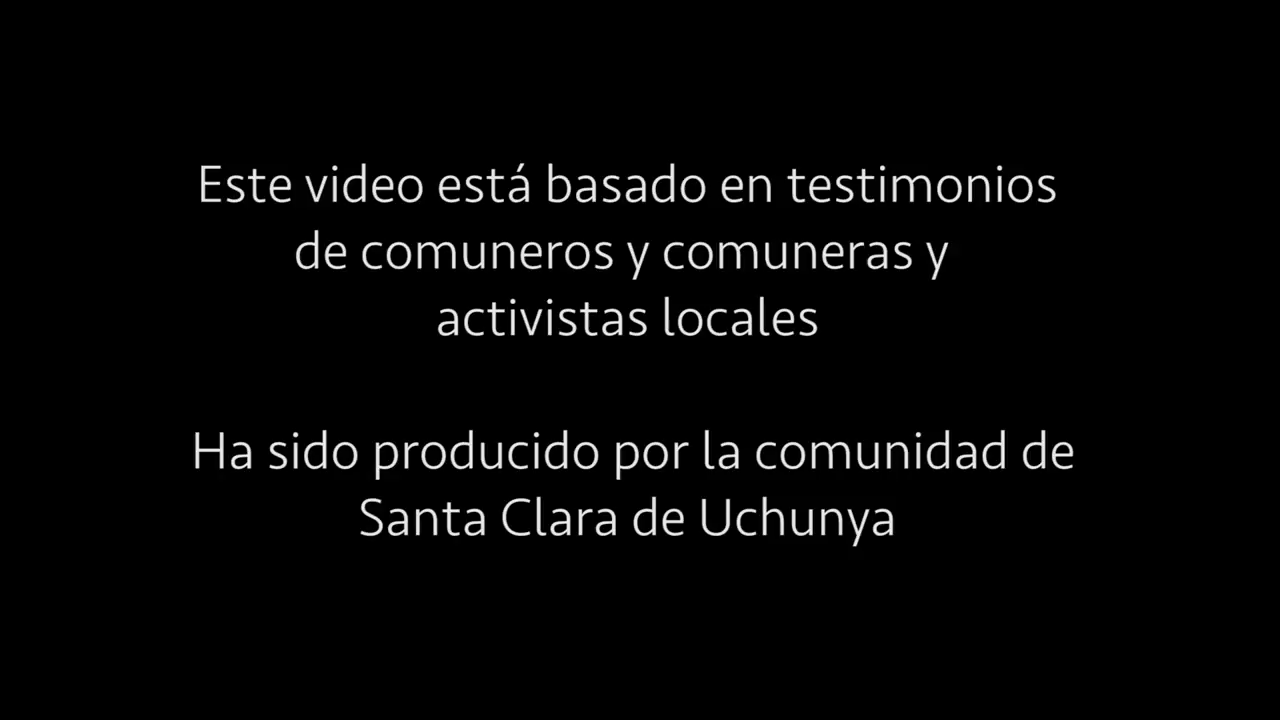 Este video está basado en testimonios
de comuneros y comuneras y
activistas locales
Ha sido producido por la comunidad de
Santa Clara de Uchunya